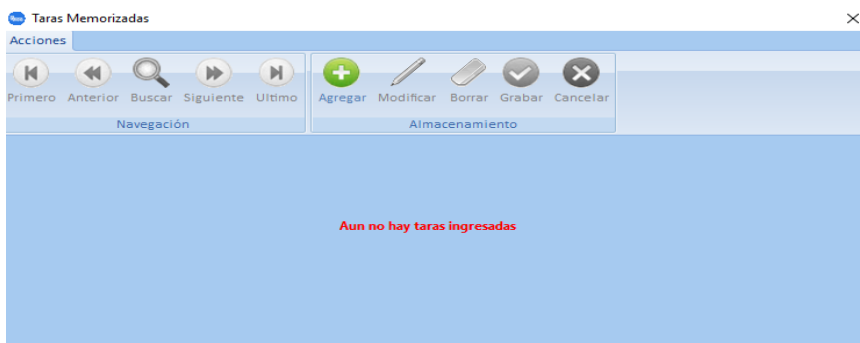 Taras Memorizadas
Acciones
Primero Anterior Buscar Siguiente Ultimo Agregar Modificar Borrar Grabar Cancelar
Navegación Almacenamiento
Aun no hay taras ingresadas